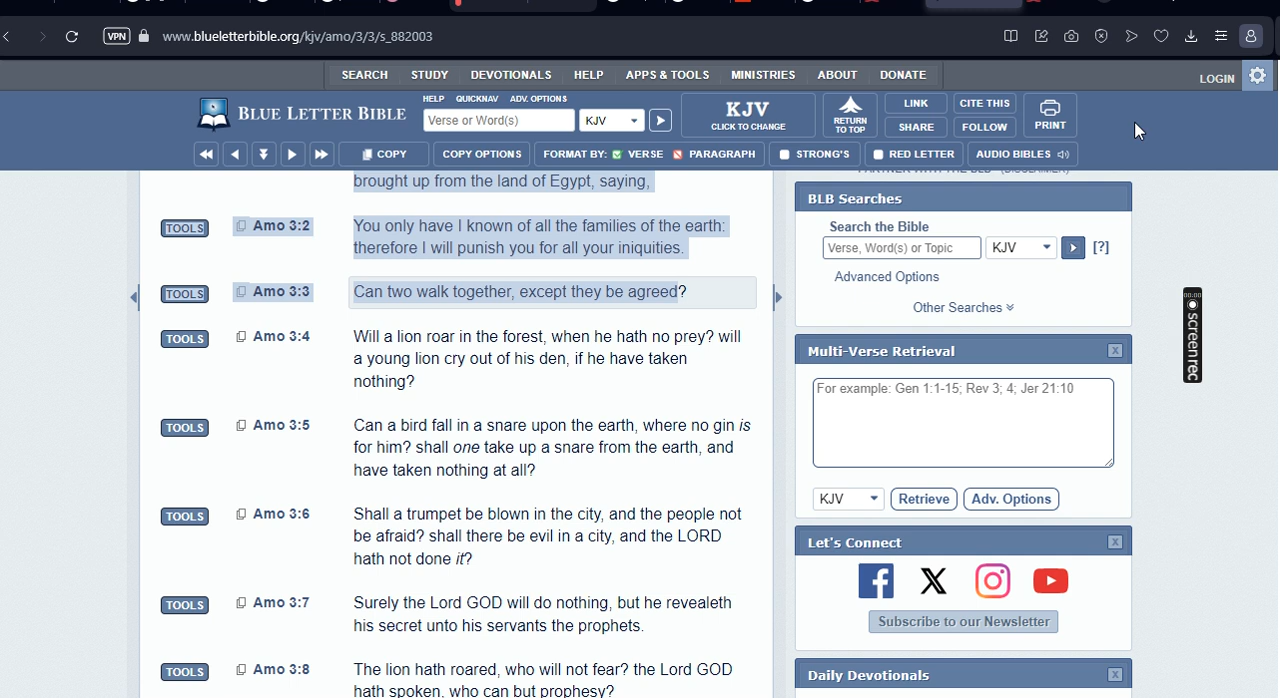 VPN
www.blueletterbible.org/kjv/amo/3/3/s_882003
SEARCH STUDY DEVOTIONALS HELP APPS & TOOLS MINISTRIES ABOUT DONATE
LOGIN
BLUE LETTER BIBLE
HELP QUICKNAV ADV. OPTIONS
Verse or Word(s)
KJV
KJV
CLICK TO CHANGE
RETURN
TO TOP
LINK
CITE THIS
SHARE
FOLLOW
PRINT
COPY
COPY OPTIONS
FORMAT BY: VERSE PARAGRAPH
STRONG'S
RED LETTER
AUDIO BIBLES
brought up from the land of Egypt, saying,
TOOLS
Amo 3:2
You only have I known of all the families of the earth:
therefore I will punish you for all your iniquities.
TOOLS
Amo 3:3
Can two walk together, except they be agreed?
TOOLS
Amo 3:4
Will a lion roar in the forest, when he hath no prey? will
a young lion cry out of his den, if he have taken
nothing?
TOOLS
Amo 3:5
Can a bird fall in a snare upon the earth, where no gin is
for him? shall one take up a snare from the earth, and
have taken nothing at all?
TOOLS
Amo 3:6
Shall a trumpet be blown in the city, and the people not
be afraid? shall there be evil in a city, and the LORD
hath not done it?
TOOLS
Amo 3:7
Surely the Lord GOD will do nothing, but he revealeth
his secret unto his servants the prophets.
TOOLS
Amo 3:8
The lion hath roared, who will not fear? the Lord GOD
hath spoken, who can but prophesy?
BLB Searches
Search the Bible
Verse, Word(s) or Topic
KJV
[?]
Advanced Options
Other Searches
Multi-Verse Retrieval
X
For example: Gen 1:1-15; Rev 3; 4; Jer 21:10
KJV
Retrieve
Adv. Options
Let's Connect
X
Subscribe to our Newsletter
Daily Devotionals
X
00:00
screenrec